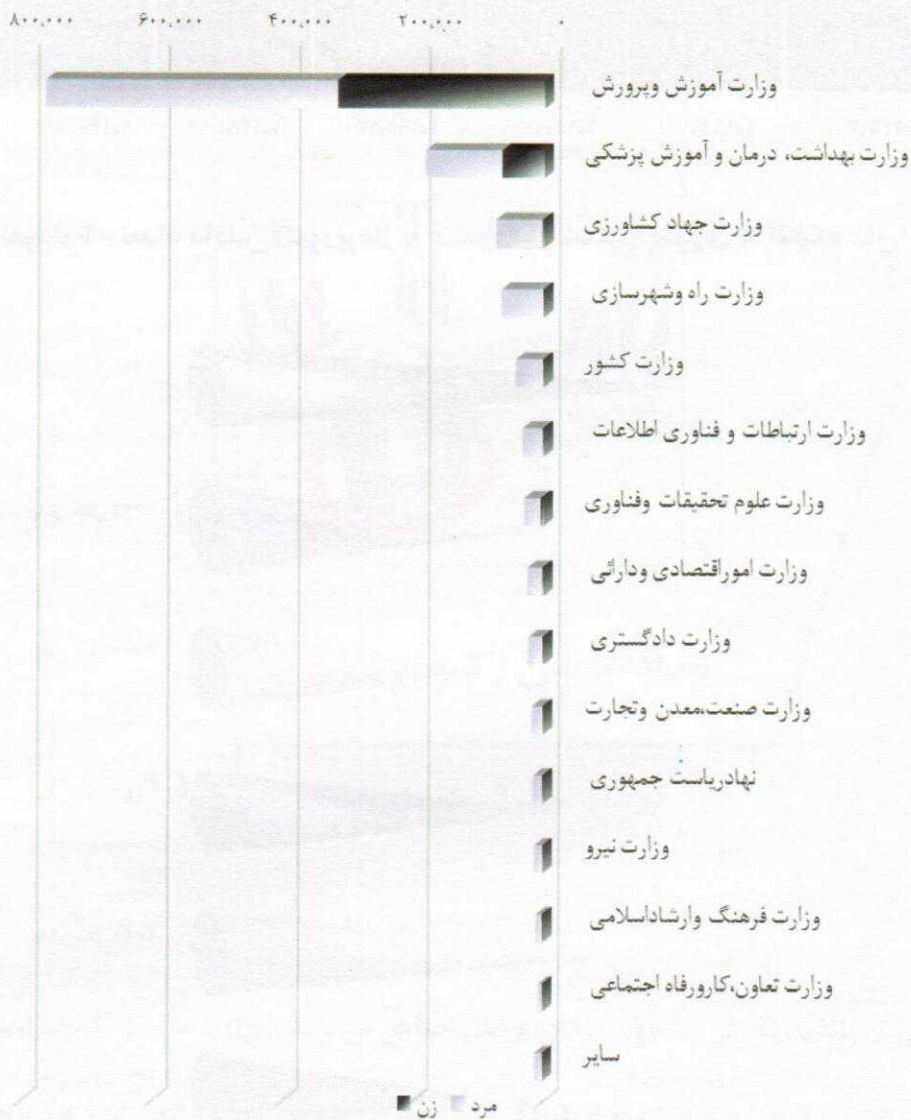 ۸۰۰,۰۰۰ ۶۰۰,۰۰۰ ۴۰۰,۰۰۰ ۲۰۰,۰۰۰ ۰
وزارت آموزش وپرورش
وزارت بهداشت، درمان و آموزش پزشکی
وزارت جهاد کشاورزی
وزارت راه وشهرسازی
وزارت کشور
وزارت ارتباطات و فناوری اطلاعات
وزارت علوم تحقیقات وفناوری
وزارت اموراقتصادی ودارائی
وزارت دادگستری
وزارت صنعت،معدن وتجارت
نهادریاست جمهوری
وزارت نیرو
وزارت فرهنگ وارشاداسلامی
وزارت تعاون،کارورفاه اجتماعی
سایر
مرد زن